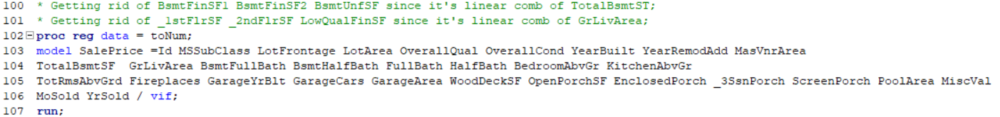 100 * Getting rid of BsmtFinSF1 BsmtFinSF2 BsmtUnfSF since it's linear comb of TotalBsmtST;
101 * Getting rid of _1stFlrSF _2ndFlrSF LowQualFinSF since it's linear comb of GrLivArea;
102 proc reg data = toNum;
103 model SalePrice =Id MSSubClass LotFrontage LotArea OverallQual OverallCond YearBuilt YearRemodAdd MasVnrArea
104 TotalBsmtSF  GrLivArea BsmtFullBath BsmtHalfBath FullBath HalfBath BedroomAbvGr KitchenAbvGr
105 TotRmsAbvGrd Fireplaces GarageYrBlt GarageCars GarageArea WoodDeckSF OpenPorchSF EnclosedPorch _3SsnPorch ScreenPorch PoolArea MiscVal
106 MoSold YrSold / vif;
107 run;